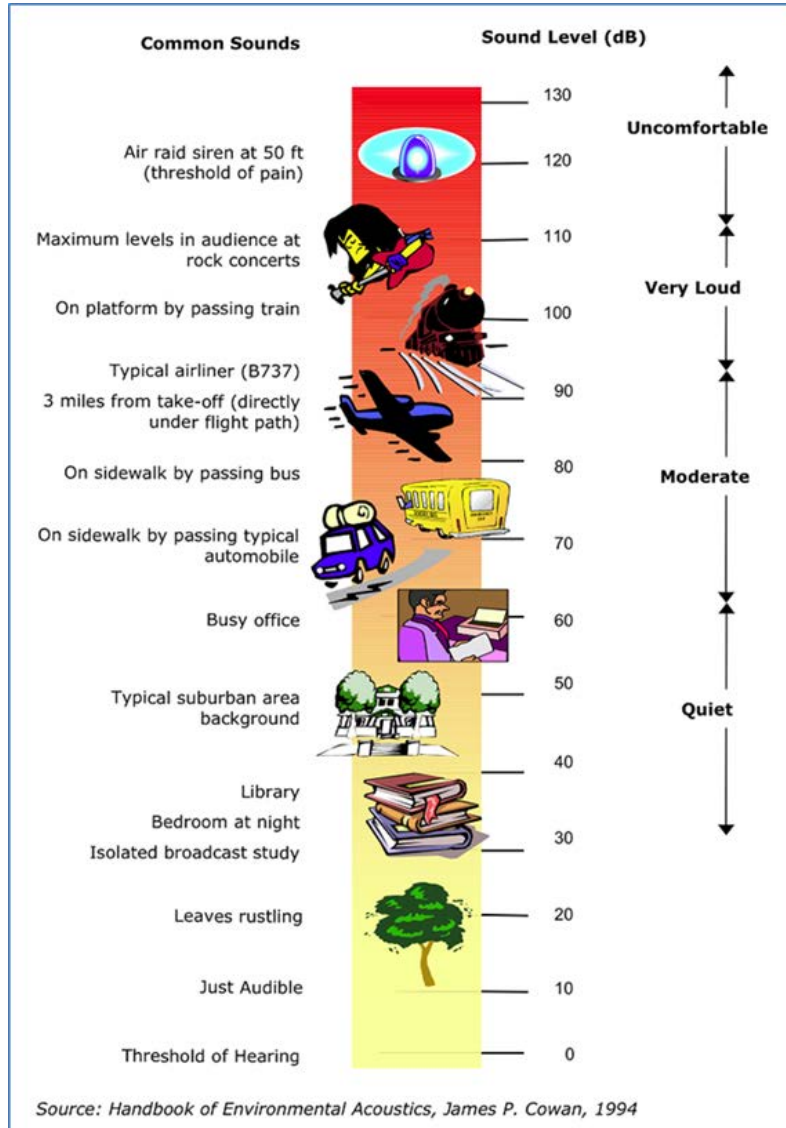 Common Sounds
Sound Level (dB)
130
Uncomfortable
Air raid siren at 50 ft
(threshold of pain)
120
Maximum levels in audience at
rock concerts
110
Very Loud
On platform by passing train
100
Typical airliner (B737)
3 miles from take-off (directly
under flight path)
90
On sidewalk by passing bus
80
Moderate
On sidewalk by passing typical
automobile
70
Busy office
60
Typical suburban area
background
50
Quiet
40
Library
Bedroom at night
Isolated broadcast study
30
Leaves rustling
20
Just Audible
10
Threshold of Hearing
0
Source: Handbook of Environmental Acoustics, James P. Cowan, 1994